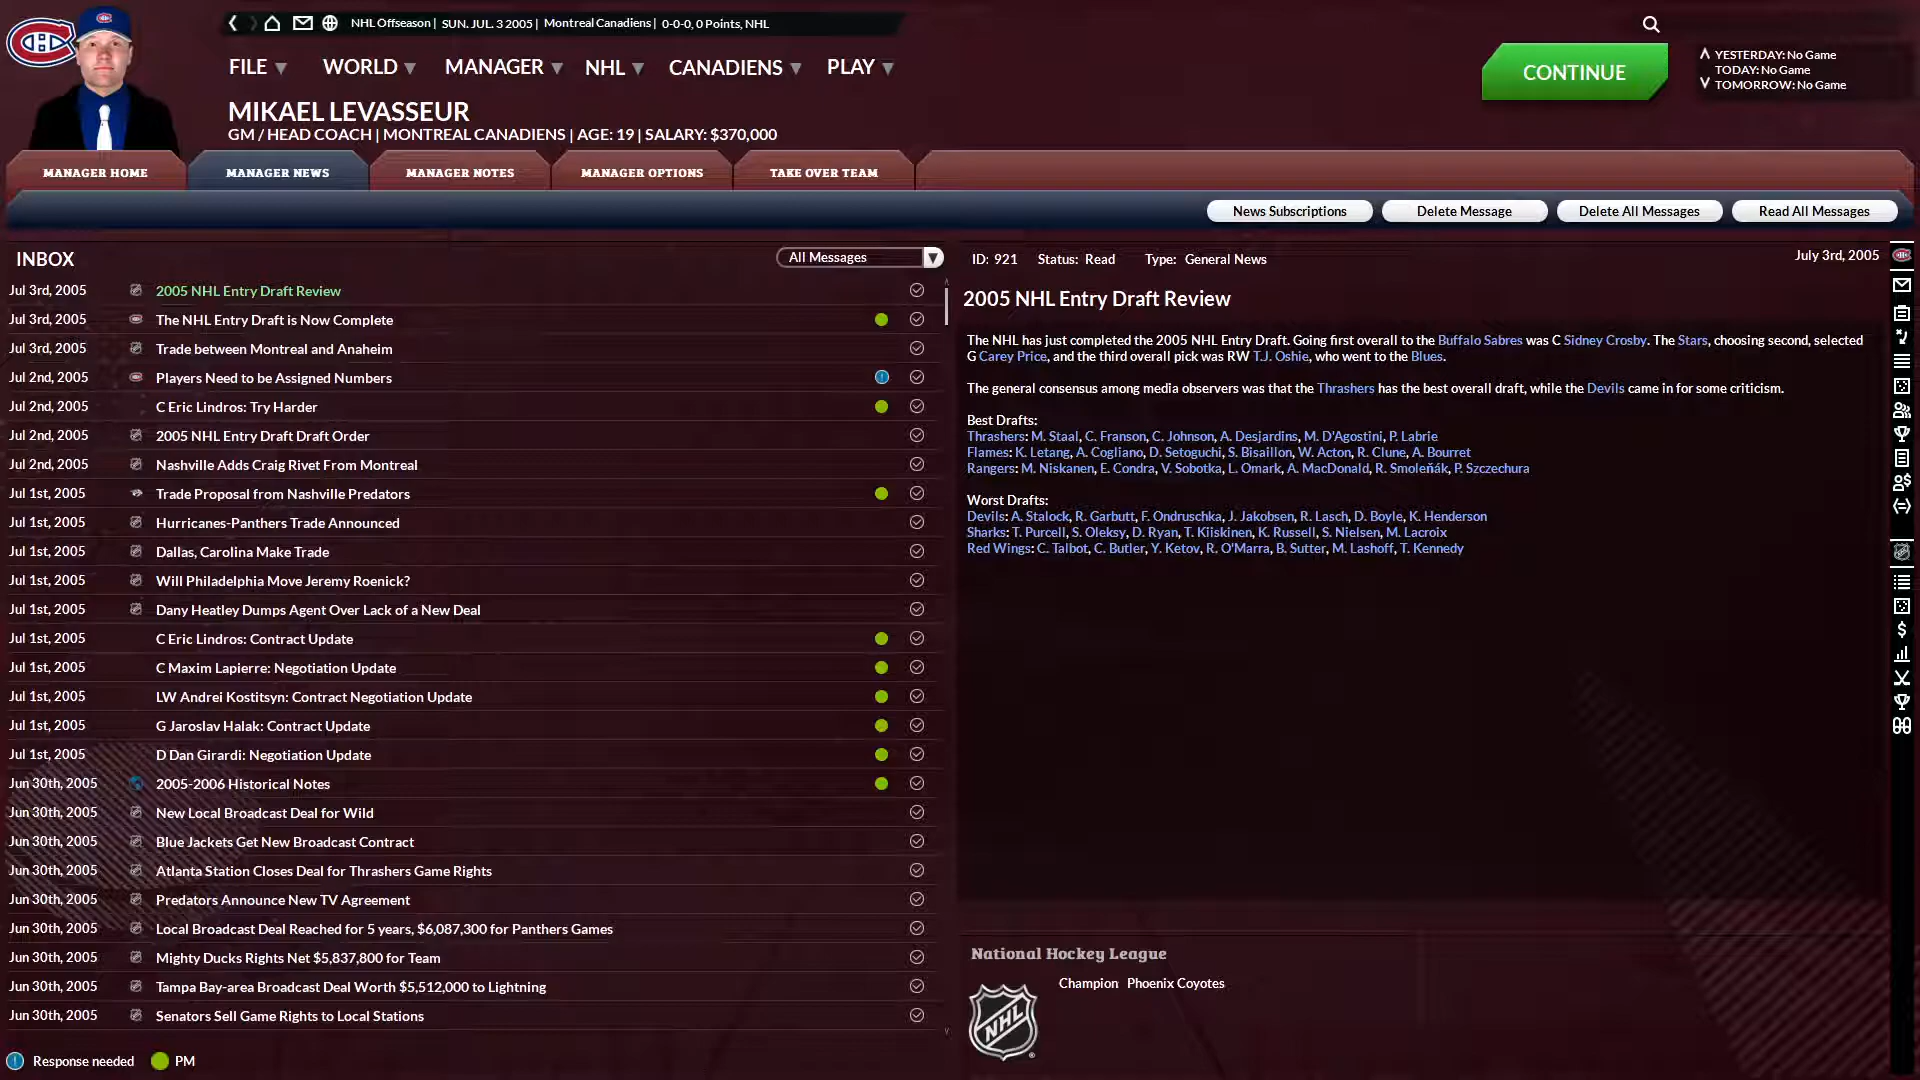 NHL Offseason | SUN. JUL. 3 2005 | Montreal Canadiens | 0-0-0, 0 Points, NHL
FILE WORLD MANAGER NHL CANADIENS PLAY
CONTINUE
YESTERDAY: No Game
TODAY: No Game
TOMORROW: No Game
MIKAEL LEVASSEUR
GM / HEAD COACH | MONTREAL CANADIENS | AGE: 19 | SALARY: $370,000
MANAGER HOME MANAGER NEWS MANAGER NOTES MANAGER OPTIONS TAKE OVER TEAM
News Subscriptions Delete Message Delete All Messages Read All Messages
INBOX All Messages
Jul 3rd, 2005 2005 NHL Entry Draft Review
Jul 3rd, 2005 The NHL Entry Draft is Now Complete
Jul 3rd, 2005 Trade between Montreal and Anaheim
Jul 2nd, 2005 Players Need to be Assigned Numbers
Jul 2nd, 2005 C Eric Lindros: Try Harder
Jul 2nd, 2005 2005 NHL Entry Draft Draft Order
Jul 2nd, 2005 Nashville Adds Craig Rivet From Montreal
Jul 1st, 2005 Trade Proposal from Nashville Predators
Jul 1st, 2005 Hurricanes-Panthers Trade Announced
Jul 1st, 2005 Dallas, Carolina Make Trade
Jul 1st, 2005 Will Philadelphia Move Jeremy Roenick?
Jul 1st, 2005 Dany Heatley Dumps Agent Over Lack of a New Deal
Jul 1st, 2005 C Eric Lindros: Contract Update
Jul 1st, 2005 C Maxim Lapierre: Negotiation Update
Jul 1st, 2005 LW Andrei Kostitsyn: Contract Negotiation Update
Jul 1st, 2005 G Jaroslav Halak: Contract Update
Jul 1st, 2005 D Dan Girardi: Negotiation Update
Jun 30th, 2005 2005-2006 Historical Notes
Jun 30th, 2005 New Local Broadcast Deal for Wild
Jun 30th, 2005 Blue Jackets Get New Broadcast Contract
Jun 30th, 2005 Atlanta Station Closes Deal for Thrashers Game Rights
Jun 30th, 2005 Predators Announce New TV Agreement
Jun 30th, 2005 Local Broadcast Deal Reached for 5 years, $6,087,300 for Panthers Games
Jun 30th, 2005 Mighty Ducks Rights Net $5,837,800 for Team
Jun 30th, 2005 Tampa Bay-area Broadcast Deal Worth $5,512,000 to Lightning
Jun 30th, 2005 Senators Sell Game Rights to Local Stations
Response needed PM
ID: 921 Status: Read Type: General News July 3rd, 2005
2005 NHL Entry Draft Review
The NHL has just completed the 2005 NHL Entry Draft. Going first overall to the Buffalo Sabres was C Sidney Crosby. The Stars, choosing second, selected
G Carey Price, and the third overall pick was RW T.J. Oshie, who went to the Blues.
The general consensus among media observers was that the Thrashers has the best overall draft, while the Devils came in for some criticism.
Best Drafts:
Thrashers: M. Staal, C. Franson, C. Johnson, A. Desjardins, M. D'Agostini, P. Labrie
Flames: K. Letang, A. Cogliano, D. Setoguchi, S. Bisaillon, W. Acton, R. Clune, A. Bourret
Rangers: M. Niskanen, E. Condra, V. Sobotka, L. Omark, A. MacDonald, R. Smoleňák, P. Szczechura
Worst Drafts:
Devils: A. Stalock, R. Garbutt, F. Ondruschka, J. Jakobsen, R. Lasch, D. Boyle, K. Henderson
Sharks: T. Purcell, S. Oleksy, D. Ryan, T. Kiiskinen, K. Russell, S. Nielsen, M. Lacroix
Red Wings: C. Talbot, C. Butler, Y. Ketov, R. O'Marra, B. Sutter, M. Lashoff, T. Kennedy
National Hockey League
Champion Phoenix Coyotes
NHL